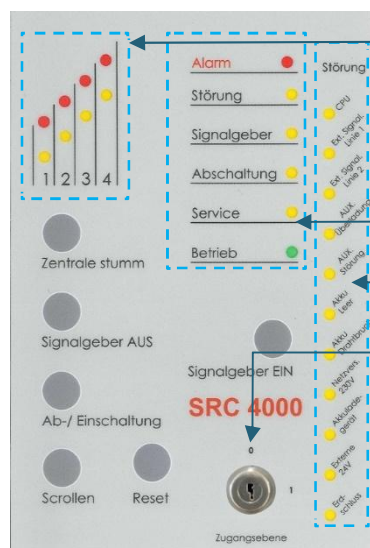 Alarm
Störung
Signalgeber
Abschaltung
Service
Betrieb
1 2 3 4
Zentrale stumm
Signalgeber AUS
Ab-/ Einschaltung
Scrollen
Reset
Signalgeber EIN
SRC 4000
0
1
Zugangsebene
Störung
CPU
Ext. Signal.
Linie 1
Ext. Signal.
Linie 2
AUX
Überladung
AUX
Störung
Akku
Leer
Akku
Drahtbruch
Netzvers.
230V
Akkulade-
gerät
Externe
24V
Erd-
schluss